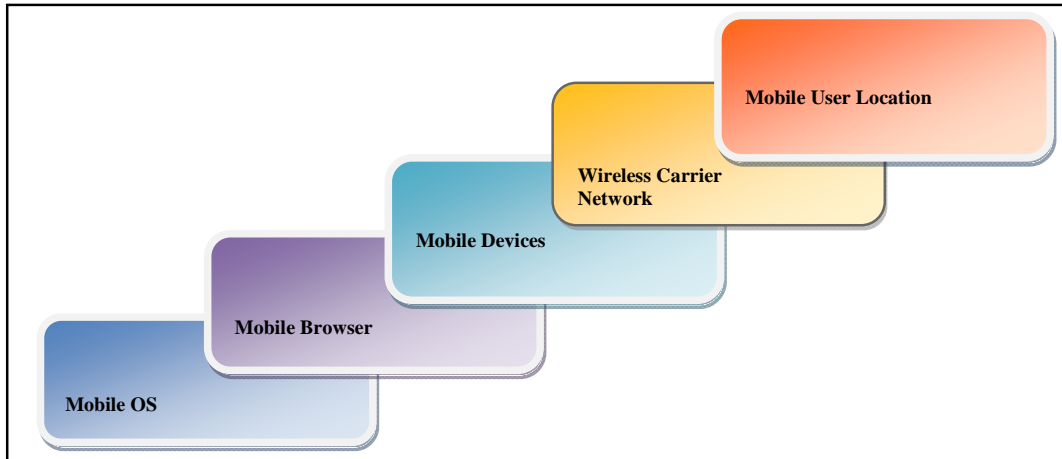 Mobile User Location
Wireless Carrier
Network
Mobile Devices
Mobile Browser
Mobile OS